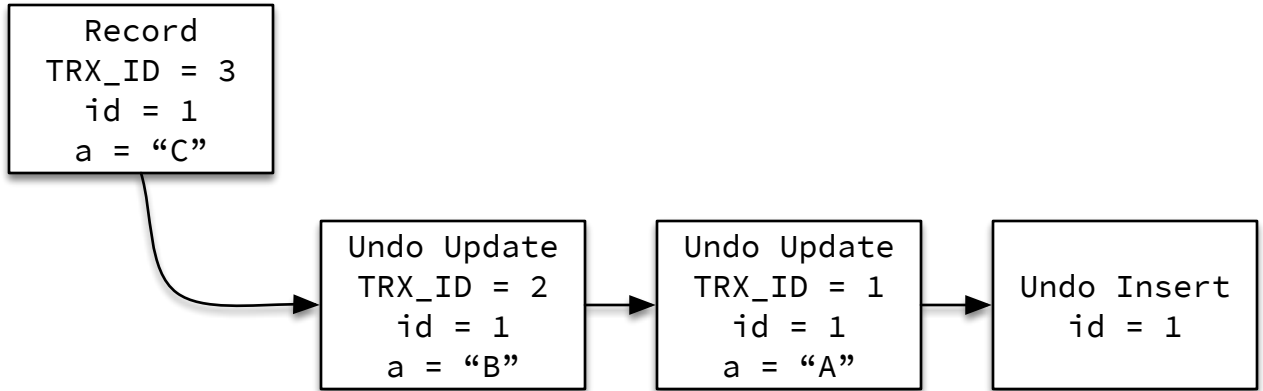 Record
TRX_ID = 3
id = 1
a = “C”
Undo Update
TRX_ID = 2
id = 1
a = “B”
Undo Update
TRX_ID = 1
id = 1
a = “A”
Undo Insert
id = 1